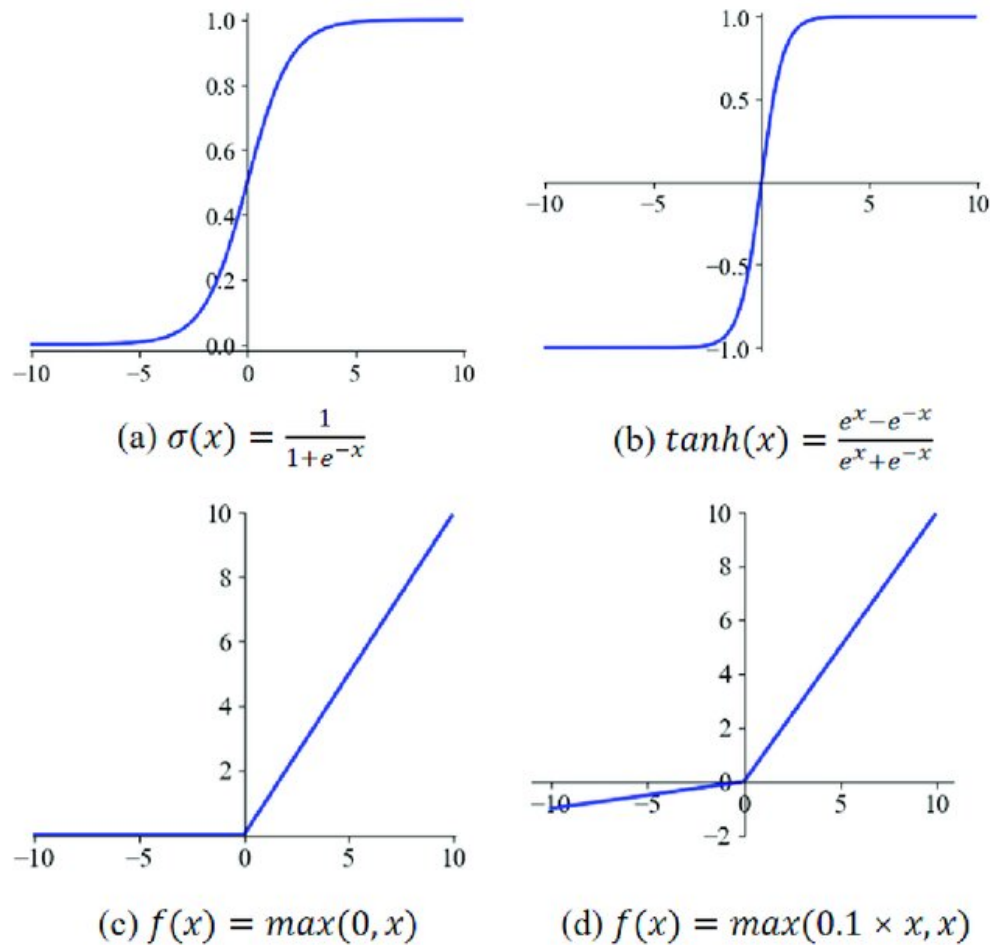 1.0
0.8
0.6
0.4
0.2
0.0
−10 −5 0 5 10
(a) σ(x) = 1/(1+e^{−x})
1.0
0.5
−10 −5 5 10
−0.5
−1.0
(b) tanh(x) = (e^x−e^{−x})/(e^x+e^{−x})
10
8
6
4
2
−10 −5 0 5 10
(c) f(x) = max(0, x)
10
8
6
4
2
0
−10 −5 0 5 10
−2
(d) f(x) = max(0.1 × x, x)